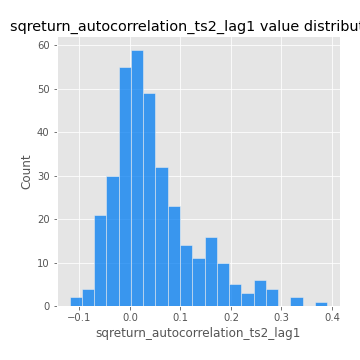 sqreturn_autocorrelation_ts2_lag1 value distribut
60
50
40
30
20
10
0
Count
−0.1 0.0 0.1 0.2 0.3 0.4
sqreturn_autocorrelation_ts2_lag1